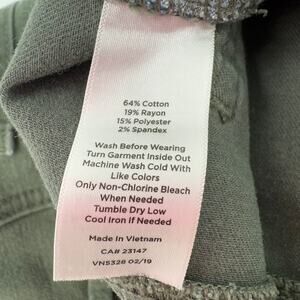 64% Cotton
19% Rayon
15% Polyester
2% Spandex
Wash Before Wearing
Turn Garment Inside Out
Machine Wash Cold With
Like Colors
Only Non-Chlorine Bleach
When Needed
Tumble Dry Low
Cool Iron if Needed
Made In Vietnam
CA# 23147
VN5328 02/19